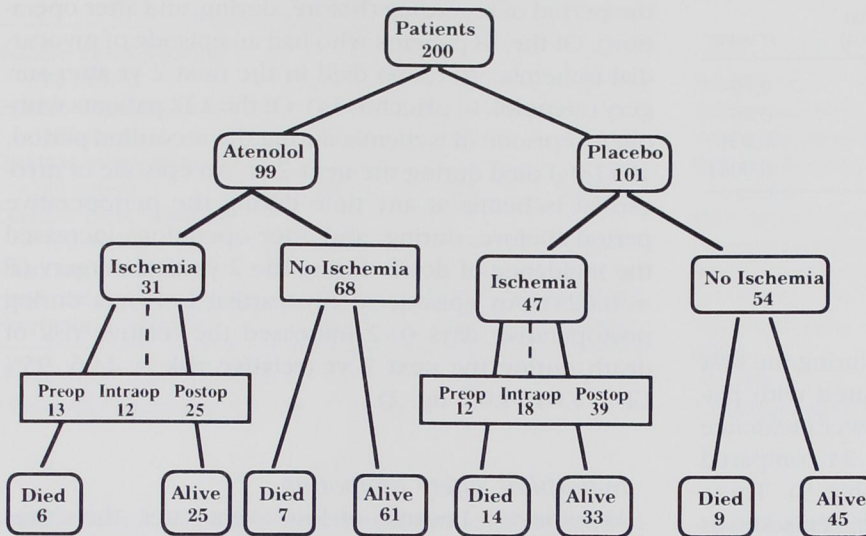 Patients
200
Atenolol
99
Placebo
101
Ischemia
31
No Ischemia
68
Ischemia
47
No Ischemia
54
Preop Intraop Postop
13 12 25
Preop Intraop Postop
12 18 39
Died
6
Alive
25
Died
7
Alive
61
Died
14
Alive
33
Died
9
Alive
45